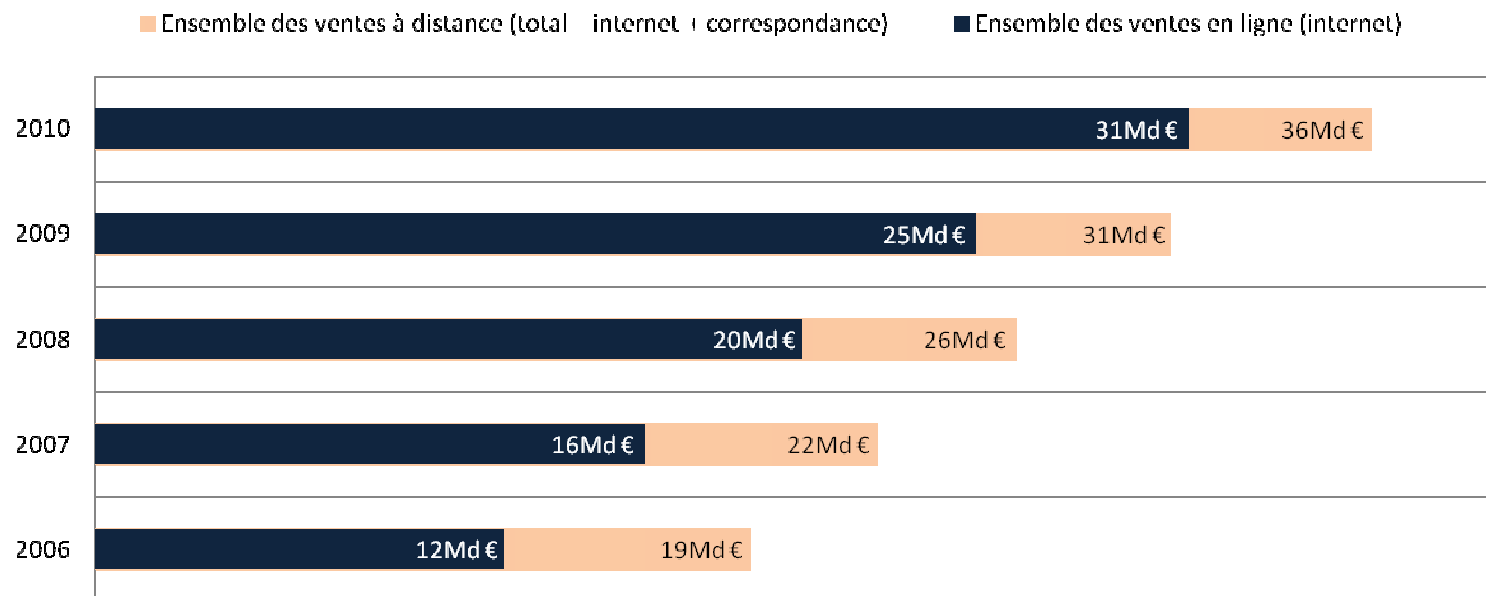 Ensemble des ventes à distance (total internet + correspondance) Ensemble des ventes en ligne (internet)
2010 31Md € 36Md €
2009 25Md € 31Md €
2008 20Md € 26Md €
2007 16Md € 22Md €
2006 12Md € 19Md €